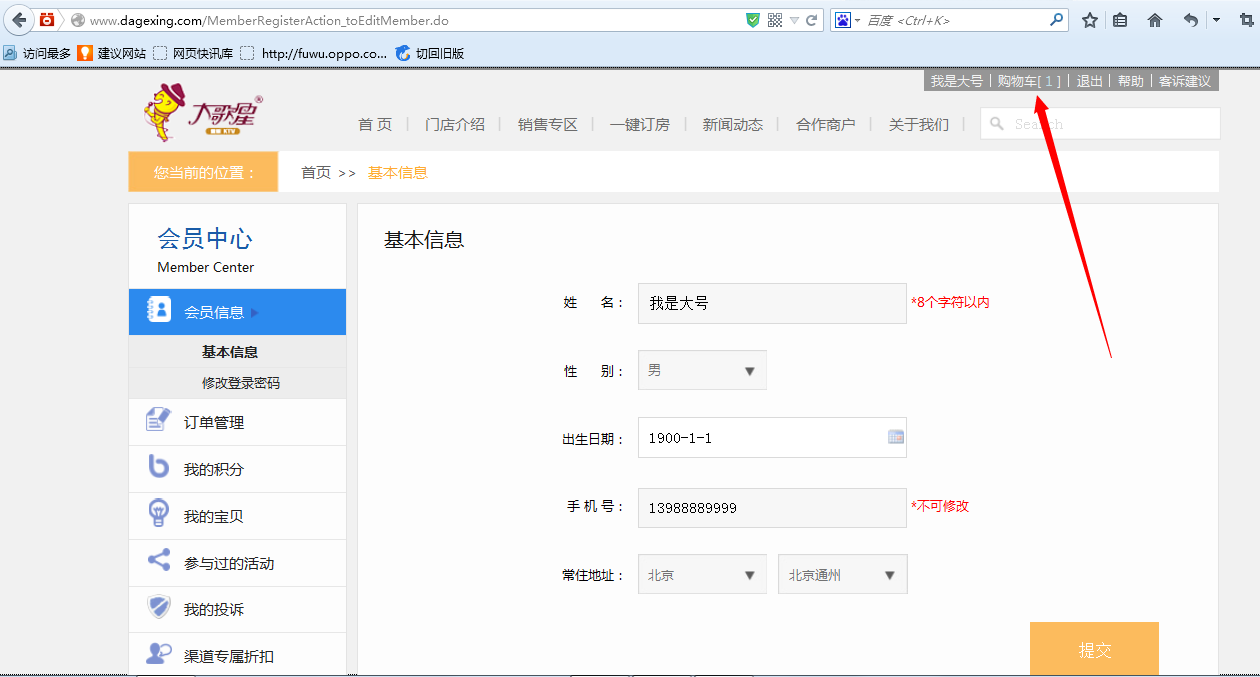 www.dagexing.com/MemberRegisterAction_toEditMember.do
百度 <Ctrl+K>
访问最多 建议网站 网页快讯库 http://fuwu.oppo.co... 切回旧版
我是大号 | 购物车[ 1 ] | 退出 | 帮助 | 客诉建议
大歌星
KTV
首 页 | 门店介绍 | 销售专区 | 一键订房 | 新闻动态 | 合作商户 | 关于我们 |
Search
您当前的位置：
首页 >> 基本信息
会员中心
Member Center
会员信息
基本信息
修改登录密码
订单管理
我的积分
我的宝贝
参与过的活动
我的投诉
渠道专属折扣
基本信息
姓 名： 我是大号 *8个字符以内
性 别： 男
出生日期： 1900-1-1
手 机 号： 13988889999 *不可修改
常住地址： 北京 北京通州
提交